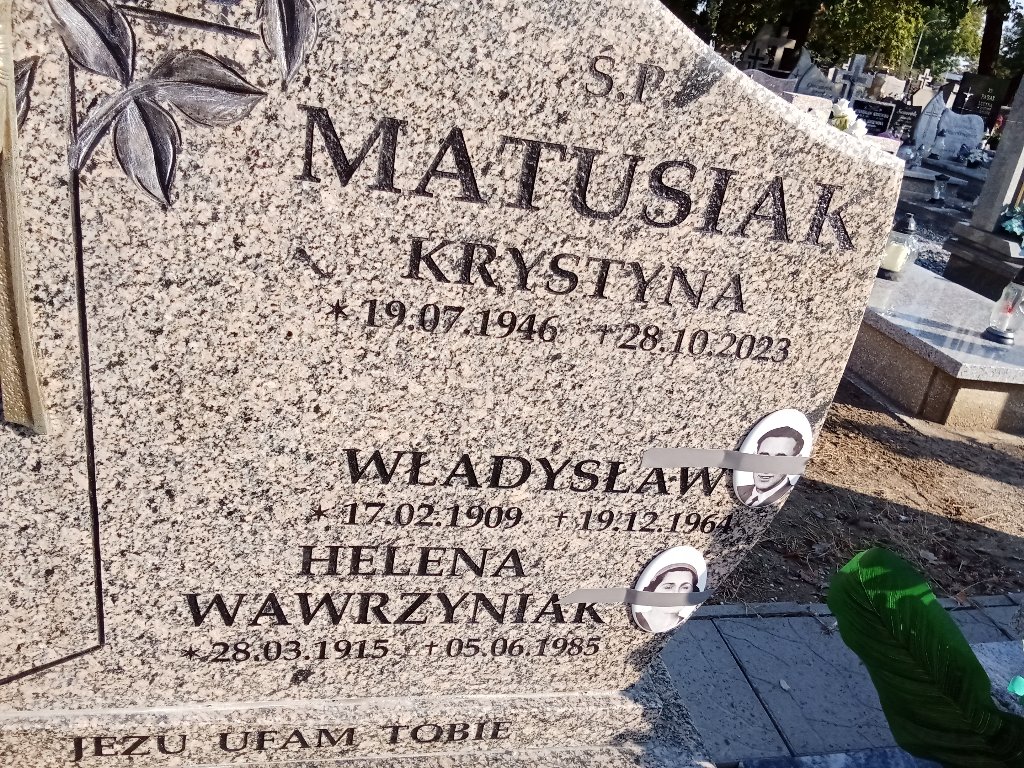 Ś.P.
MATUSIAK
KRYSTYNA
* 19.07.1946 + 28.10.2023
WŁADYSŁAW
* 17.02.1909 + 19.12.1964
HELENA
WAWRZYNIAK
* 28.03.1915 + 05.06.1985
JEZU UFAM TOBIE